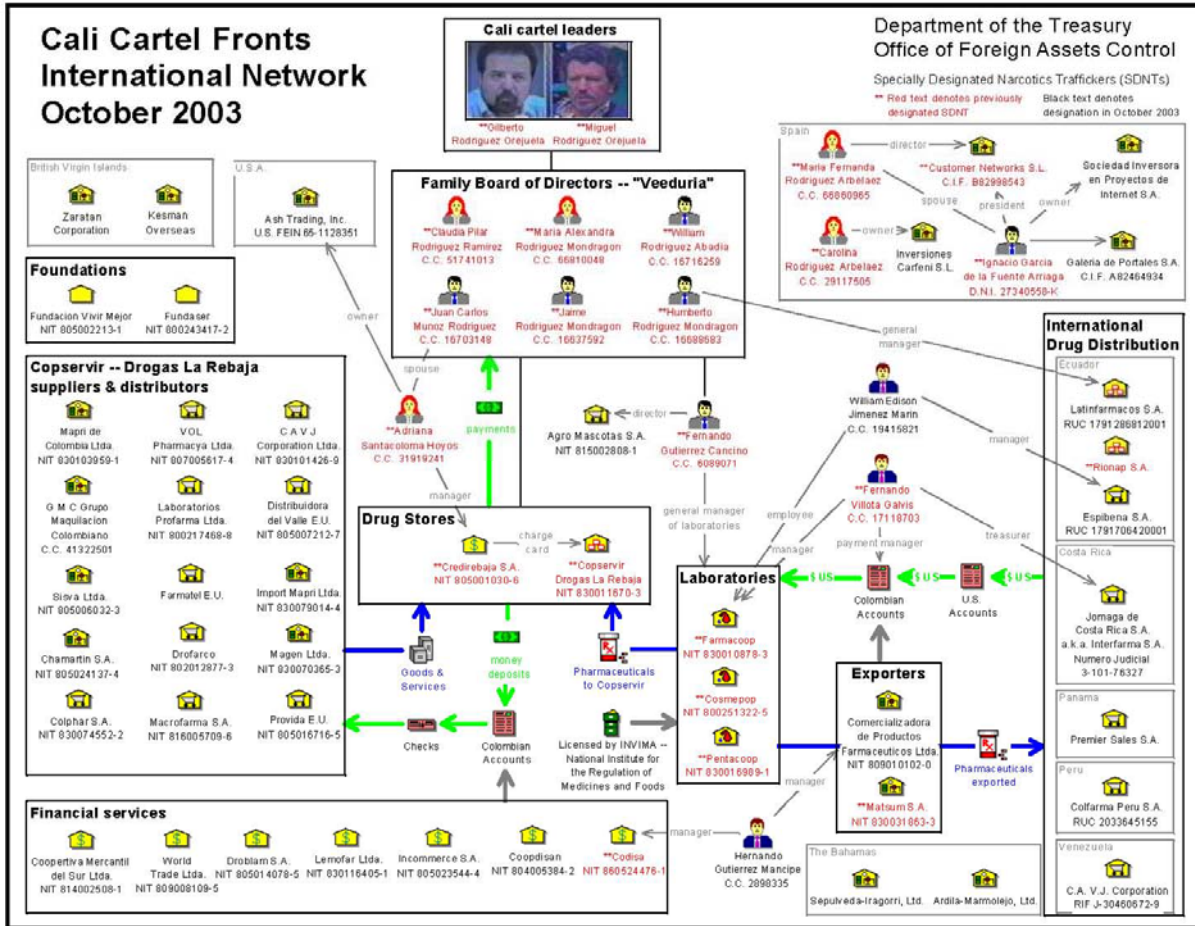 Cali Cartel Fronts
International Network
October 2003
Cali cartel leaders
**Gilberto
Rodriguez Orejuela
**Miguel
Rodriguez Orejuela
Department of the Treasury
Office of Foreign Assets Control
Specially Designated Narcotics Traffickers (SDNTs)
** Red text denotes previously
designated SDNT
Black text denotes
designation in October 2003
British Virgin Islands
Zaratan
Corporation
Kesman
Overseas
U.S.A.
Ash Trading, Inc.
U.S. FEIN 65-1128351
Family Board of Directors -- "Veeduria"
**Claudia Pilar
Rodriguez Ramirez
C.C. 51741013
**Maria Alexandra
Rodriguez Mondragon
C.C. 66810048
**William
Rodriguez Abadia
C.C. 16716259
**Juan Carlos
Munoz Rodriguez
C.C. 16703148
**Jaime
Rodriguez Mondragon
C.C. 16637592
**Humberto
Rodriguez Mondragon
C.C. 16688683
Spain
**Maria Fernanda
Rodriguez Arbelaez
C.C. 66860965
director
**Customer Networks S.L.
C.I.F. B82998543
Sociedad Inversora
en Proyectos de
Internet S.A.
spouse
president
owner
**Carolina
Rodriguez Arbelaez
C.C. 29117505
owner
Inversiones
Carfeni S.L.
**Ignacio Garcia
de la Fuente Arriaga
D.N.I. 27340558-K
Galeria de Portales S.A.
C.I.F. A82464934
Foundations
Fundacion Vivir Mejor
NIT 805002213-1
Fundaser
NIT 800243417-2
owner
spouse
payments
**Adriana
Santacoloma Hoyos
C.C. 31919241
manager
Agro Mascotas S.A.
NIT 815002808-1
director
**Fernando
Gutierrez Cancino
C.C. 6089071
general manager
of laboratories
general
manager
William Edison
Jimenez Marin
C.C. 19415821
manager
employee
**Fernando
Villota Galvis
C.C. 17118703
manager
payment manager
treasurer
Copservir -- Drogas La Rebaja
suppliers & distributors
Mapri de
Colombia Ltda.
NIT 830103959-1
VOL
Pharmacya Ltda.
NIT 807005617-4
C A V J
Corporation Ltda.
NIT 830101426-9
G M C Grupo
Maquilacion
Colombiano
C.C. 41322501
Laboratorios
Profarma Ltda.
NIT 800217468-8
Distribuidora
del Valle E.U.
NIT 805007212-7
Sisva Ltda.
NIT 805006032-3
Farmatel E.U.
Import Mapri Ltda.
NIT 830079014-4
Chamartin S.A.
NIT 805024137-4
Drofarco
NIT 802012877-3
Magen Ltda.
NIT 830070365-3
Colphar S.A.
NIT 830074552-2
Macrofarma S.A.
NIT 816005709-6
Provida E.U.
NIT 805016716-5
Drug Stores
**Credirebaja S.A.
NIT 805001030-6
charge
card
**Copservir
Drogas La Rebaja
NIT 830011670-3
Goods &
Services
money
deposits
Pharmaceuticals
to Copservir
Checks
Colombian
Accounts
Licensed by INVIMA --
National Institute for
the Regulation of
Medicines and Foods
Laboratories
**Farmacoop
NIT 830010878-3
**Cosmepop
NIT 800251322-5
**Pentacoop
NIT 830016989-1
$ US
Colombian
Accounts
$ US
U.S.
Accounts
$ US
Exporters
Comercializadora
de Productos
Farmaceuticos Ltda.
NIT 809010102-0
**Matsum S.A.
NIT 830031863-3
Pharmaceuticals
exported
International
Drug Distribution
Ecuador
Latinfarmacos S.A.
RUC 1791286812001
**Rionap S.A.
Espibena S.A.
RUC 1791706420001
Costa Rica
Jomaga de
Costa Rica S.A.
a.k.a. Interfarma S.A.
Numero Judicial
3-101-76327
Panama
Premier Sales S.A.
Peru
Colfarma Peru S.A.
RUC 2033645155
Venezuela
C.A. V.J. Corporation
RIF J-30460672-9
Financial services
Coopertiva Mercantil
del Sur Ltda.
NIT 814002508-1
World
Trade Ltda.
NIT 809008109-5
Droblam S.A.
NIT 805014078-5
Lemofar Ltda.
NIT 830116405-1
Incommerce S.A.
NIT 805023544-4
Coopdisan
NIT 804005384-2
**Codisa
NIT 860524476-1
manager
manager
Hernando
Gutierrez Mancipe
C.C. 2898335
The Bahamas
Sepulveda-Iragorri, Ltd.
Ardila-Marmolejo, Ltd.